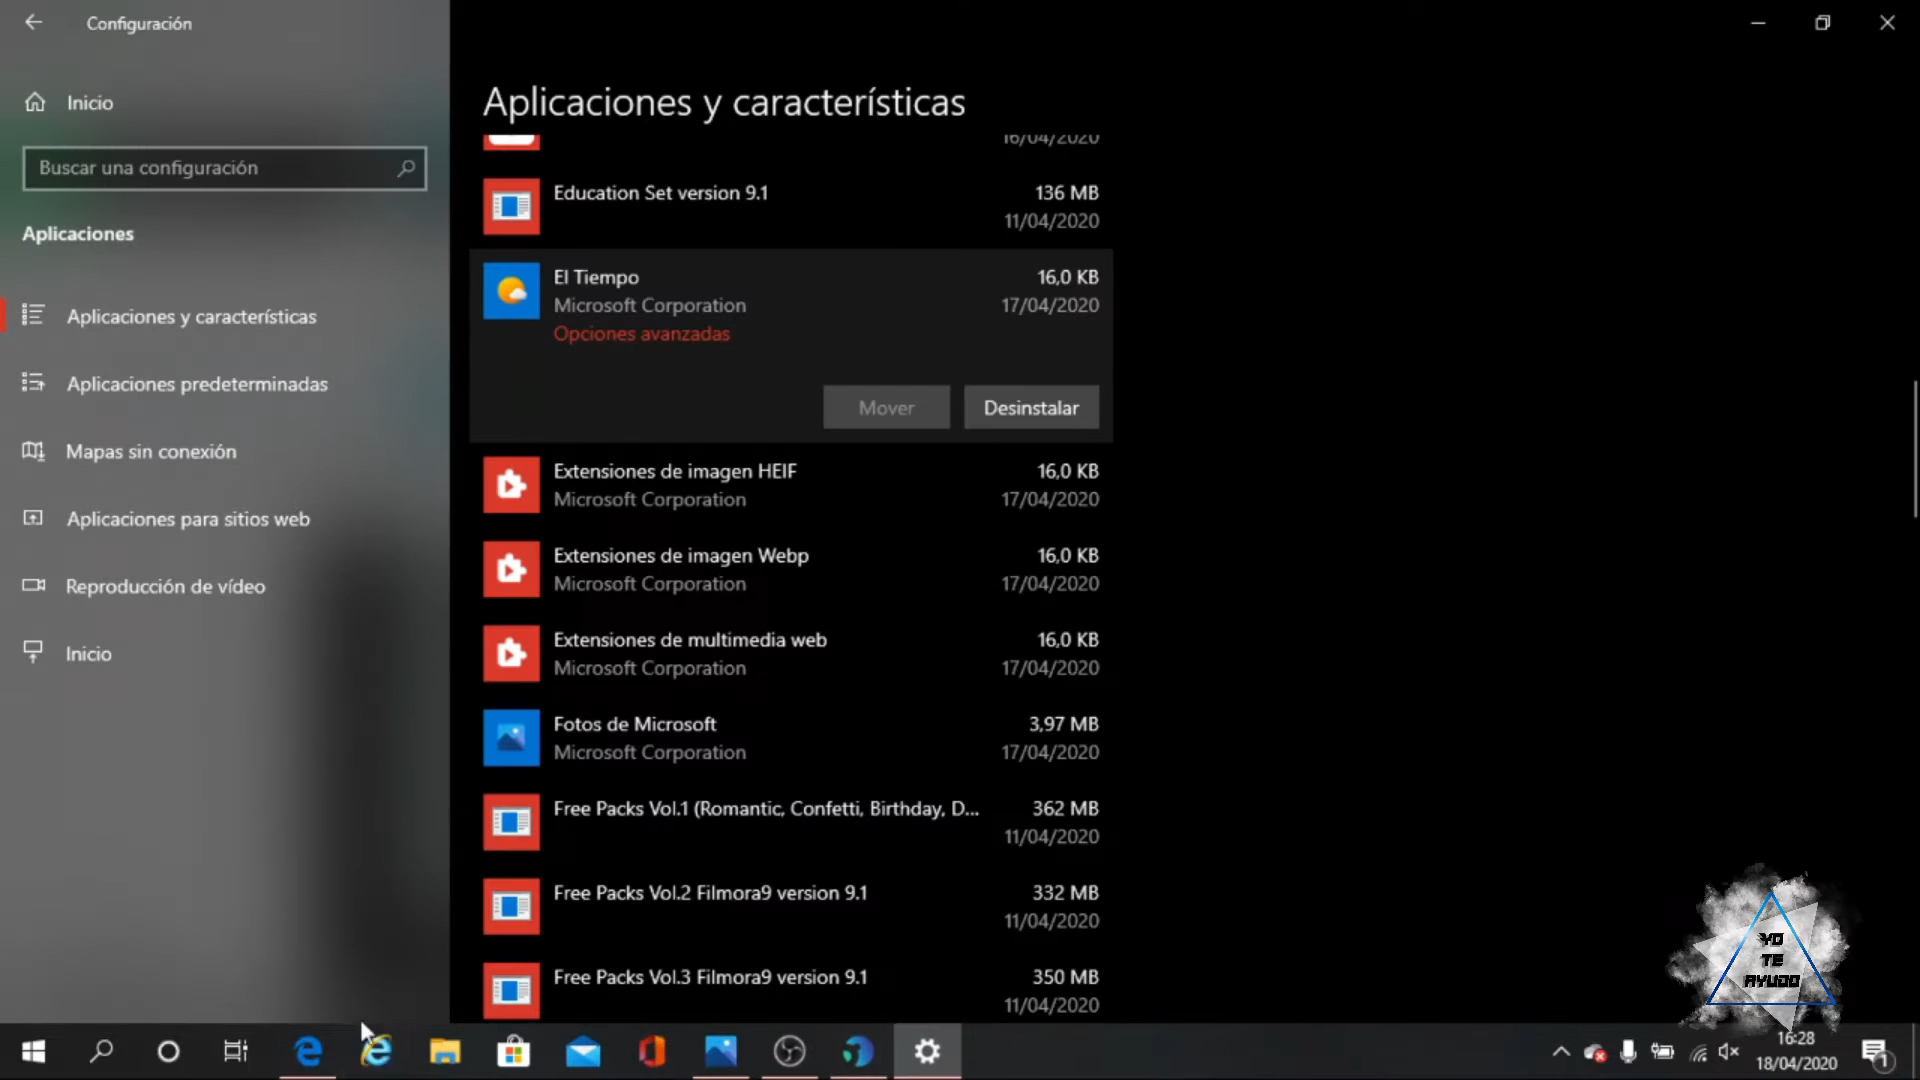 Configuración
Inicio
Buscar una configuración
Aplicaciones
Aplicaciones y características
Aplicaciones predeterminadas
Mapas sin conexión
Aplicaciones para sitios web
Reproducción de vídeo
Inicio
Aplicaciones y características
16/04/2020
Education Set version 9.1
136 MB
11/04/2020
El Tiempo
16,0 KB
Microsoft Corporation
17/04/2020
Opciones avanzadas
Mover
Desinstalar
Extensiones de imagen HEIF
16,0 KB
Microsoft Corporation
17/04/2020
Extensiones de imagen Webp
16,0 KB
Microsoft Corporation
17/04/2020
Extensiones de multimedia web
16,0 KB
Microsoft Corporation
17/04/2020
Fotos de Microsoft
3,97 MB
Microsoft Corporation
17/04/2020
Free Packs Vol.1 (Romantic, Confetti, Birthday, D...
362 MB
11/04/2020
Free Packs Vol.2 Filmora9 version 9.1
332 MB
11/04/2020
Free Packs Vol.3 Filmora9 version 9.1
350 MB
11/04/2020
YO
TE
AYUDO
16:28
18/04/2020
1